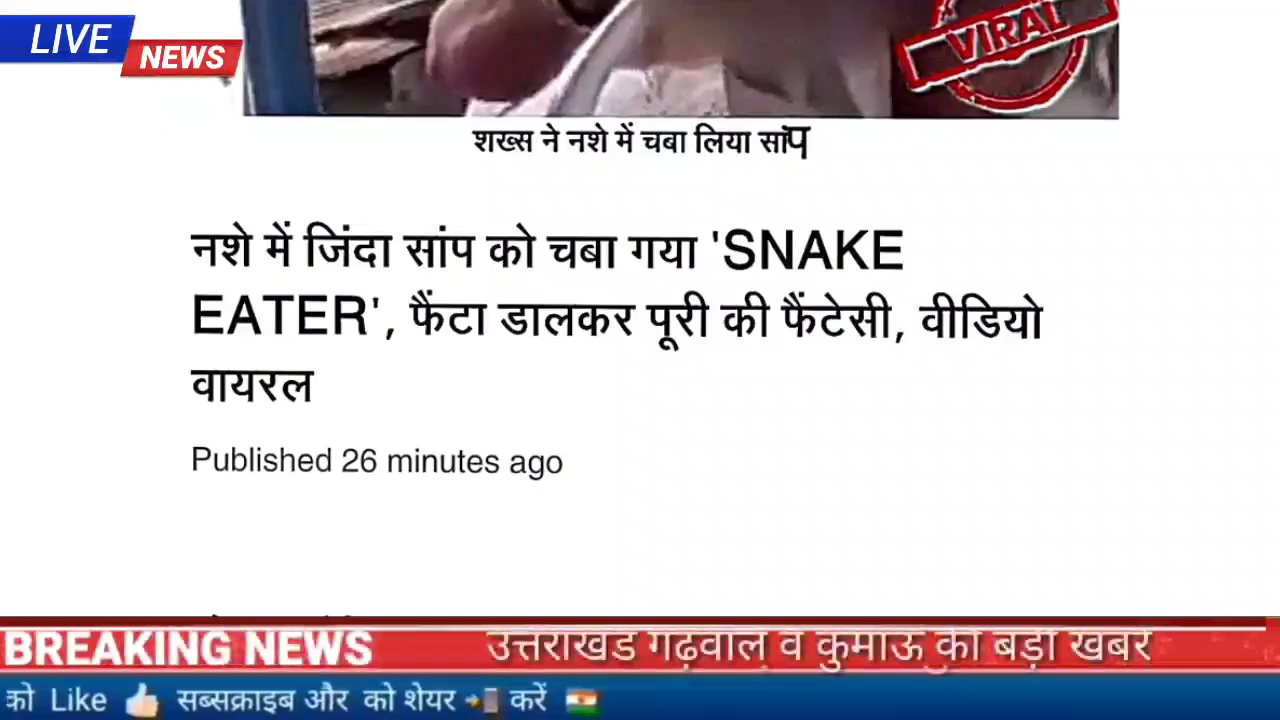 LIVE
NEWS
VIRAL
शख्स ने नशे में चबा लिया सांप
नशे में जिंदा सांप को चबा गया 'SNAKE
EATER', फैंटा डालकर पूरी की फैंटेसी, वीडियो
वायरल
Published 26 minutes ago
BREAKING NEWS
उत्तराखंड गढ़वाल व कुमाऊं की बड़ी खबरें
को Like 👍 सब्सक्राइब और को शेयर 📲 करें 🇮🇳